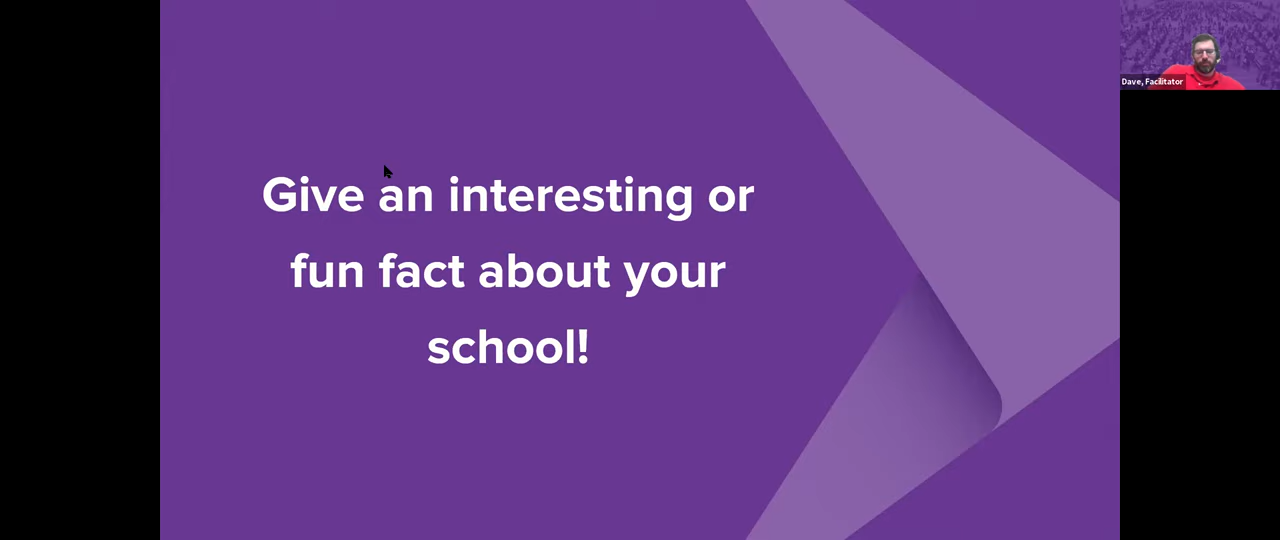 Give an interesting or
fun fact about your
school!
Dave, Facilitator